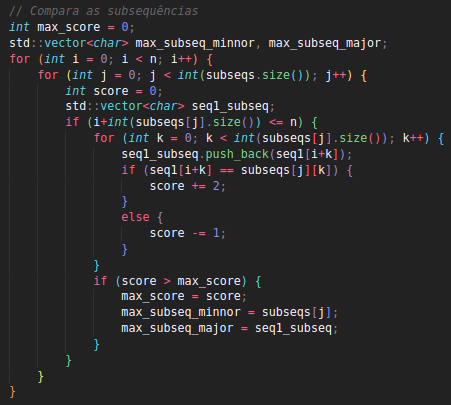 // Compara as subsequências
int max_score = 0;
std::vector<char> max_subseq_minnor, max_subseq_major;
for (int i = 0; i < n; i++) {
    for (int j = 0; j < int(subseqs.size()); j++) {
        int score = 0;
        std::vector<char> seq1_subseq;
        if (i+int(subseqs[j].size()) <= n) {
            for (int k = 0; k < int(subseqs[j].size()); k++) {
                seq1_subseq.push_back(seq1[i+k]);
                if (seq1[i+k] == subseqs[j][k]) {
                    score += 2;
                }
                else {
                    score -= 1;
                }
            }
            if (score > max_score) {
                max_score = score;
                max_subseq_minnor = subseqs[j];
                max_subseq_major = seq1_subseq;
            }
        }
    }
}